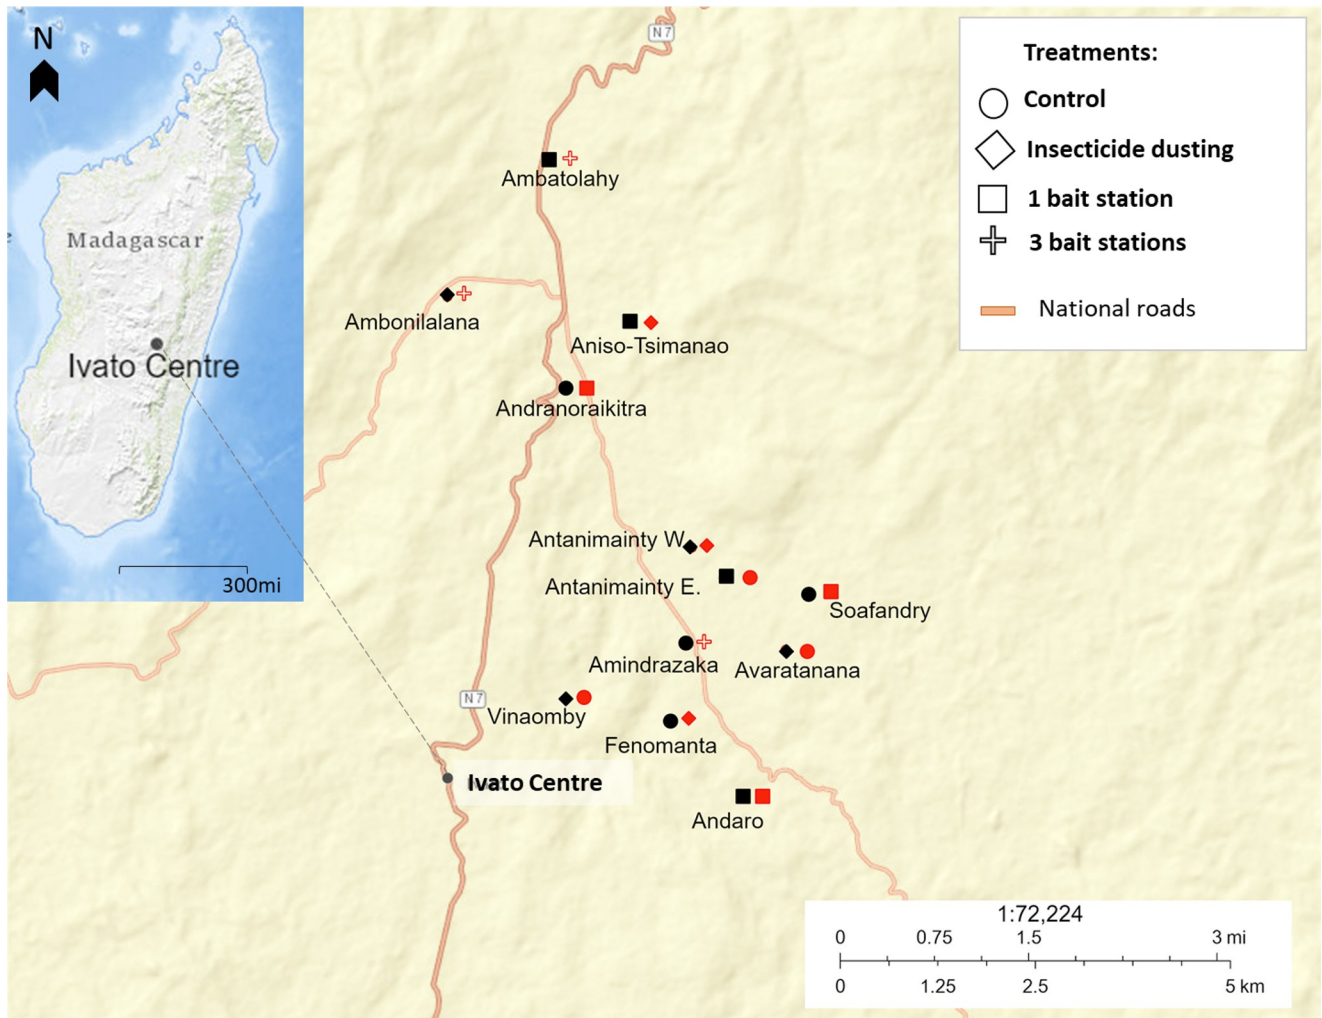 N
Madagascar
Ivato Centre
300mi
N 7
Treatments:
Control
Insecticide dusting
1 bait station
3 bait stations
National roads
Ambatolahy
Ambonilalana
Aniso-Tsimanao
Andranoraikitra
Antanimainty W.
Antanimainty E.
Soafandry
Amindrazaka
Avaratanana
N 7
Vinaomby
Fenomanta
Ivato Centre
Andaro
1:72,224
0 0.75 1.5 3 mi
0 1.25 2.5 5 km